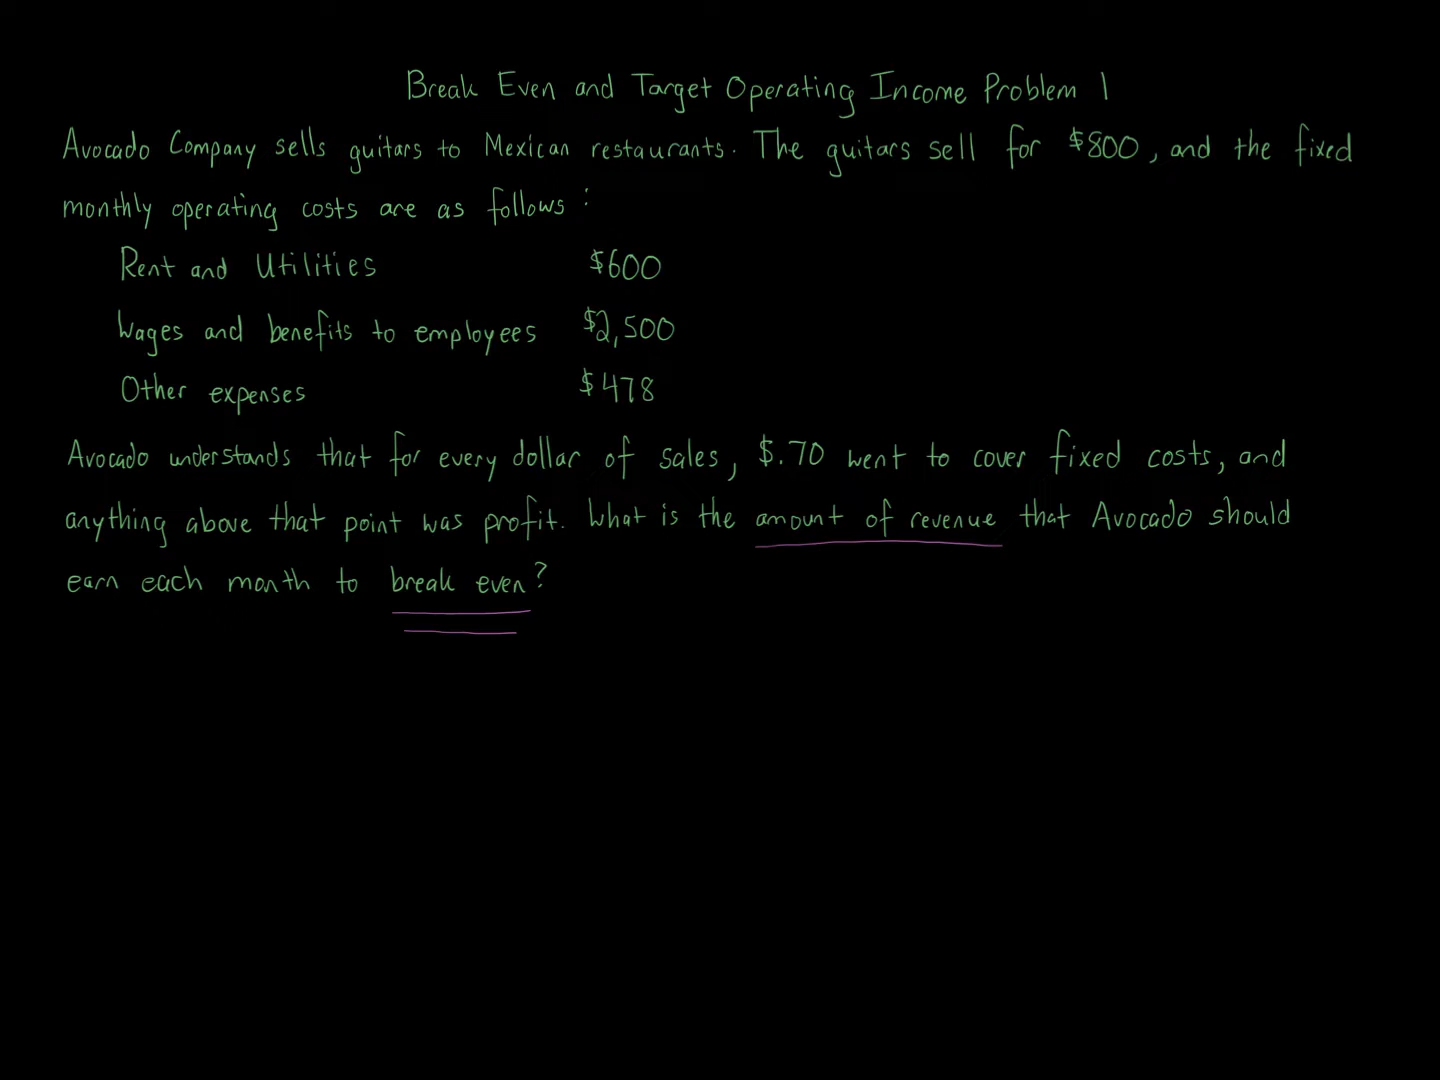 Break Even and Target Operating Income Problem 1
Avocado Company sells guitars to Mexican restaurants. The guitars sell for $800, and the fixed
monthly operating costs are as follows:
Rent and Utilities $600
Wages and benefits to employees $2,500
Other expenses $478
Avocado understands that for every dollar of sales, $.70 went to cover fixed costs, and
anything above that point was profit. What is the amount of revenue that Avocado should
earn each month to break even?